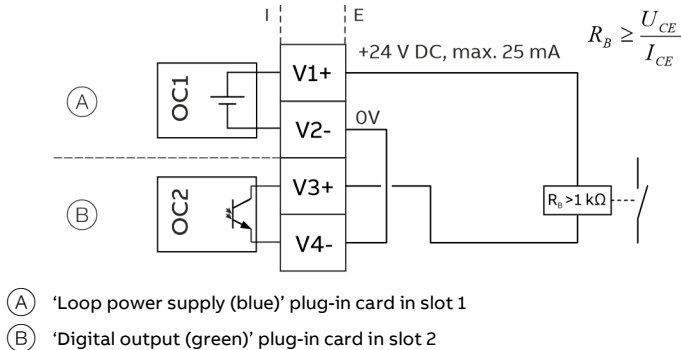 I E
+24 V DC, max. 25 mA
R_B ≥ U_CE / I_CE
A
OC1
V1+
V2-
0V
B
OC2
V3+
V4-
R_B >1 kΩ
A 'Loop power supply (blue)' plug-in card in slot 1
B 'Digital output (green)' plug-in card in slot 2